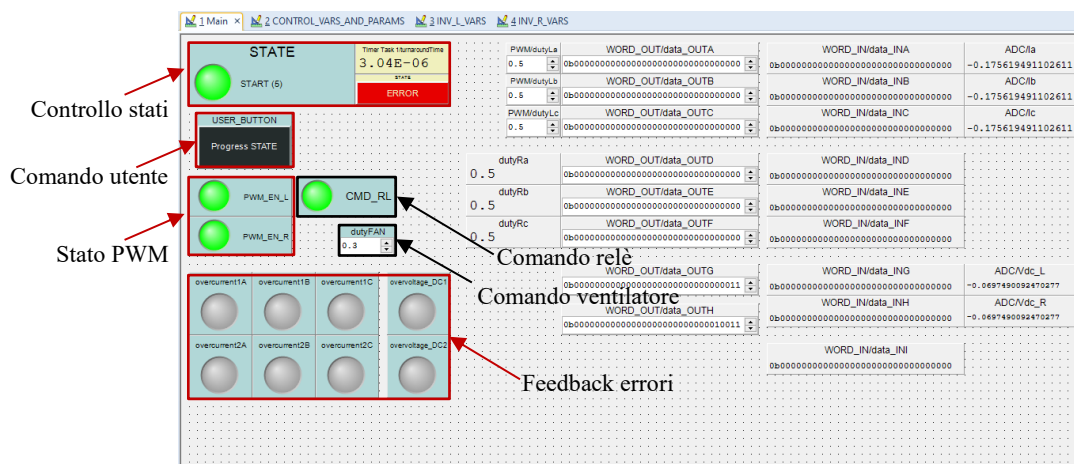 1 Main × 2 CONTROL_VARS_AND_PARAMS 3 INV_L_VARS 4 INV_R_VARS
STATE
START (5)
Timer Task 1/turnaroundTime
3.04E-06
STATE
ERROR
Controllo stati
USER_BUTTON
Progress STATE
Comando utente
PWM_EN_L
PWM_EN_R
Stato PWM
CMD_RL
Comando relè
dutyFAN
0.3
Comando ventilatore
overcurrent1A overcurrent1B overcurrent1C overvoltage_DC1
overcurrent2A overcurrent2B overcurrent2C overvoltage_DC2
Feedback errori
PWM/dutyLa WORD_OUT/data_OUTA WORD_IN/data_INA ADC/Ia
0.5 0b00000000000000000000000000000000 0b00000000000000000000000000000000 -0.175619491102611
PWM/dutyLb WORD_OUT/data_OUTB WORD_IN/data_INB ADC/Ib
0.5 0b00000000000000000000000000000000 0b00000000000000000000000000000000 -0.175619491102611
PWM/dutyLc WORD_OUT/data_OUTC WORD_IN/data_INC ADC/Ic
0.5 0b00000000000000000000000000000000 0b00000000000000000000000000000000 -0.175619491102611
dutyRa WORD_OUT/data_OUTD WORD_IN/data_IND
0.5 0b00000000000000000000000000000000 0b00000000000000000000000000000000
dutyRb WORD_OUT/data_OUTE WORD_IN/data_INE
0.5 0b00000000000000000000000000000000 0b00000000000000000000000000000000
dutyRc WORD_OUT/data_OUTF WORD_IN/data_INF
0.5 0b00000000000000000000000000000000 0b00000000000000000000000000000000
WORD_OUT/data_OUTG WORD_IN/data_ING ADC/Vdc_L
0b00000000000000000000000000000011 0b00000000000000000000000000000000 -0.0697490092470277
WORD_OUT/data_OUTH WORD_IN/data_INH ADC/Vdc_R
0b00000000000000000000000000010011 0b00000000000000000000000000000000 -0.0697490092470277
WORD_IN/data_INI
0b00000000000000000000000000000000